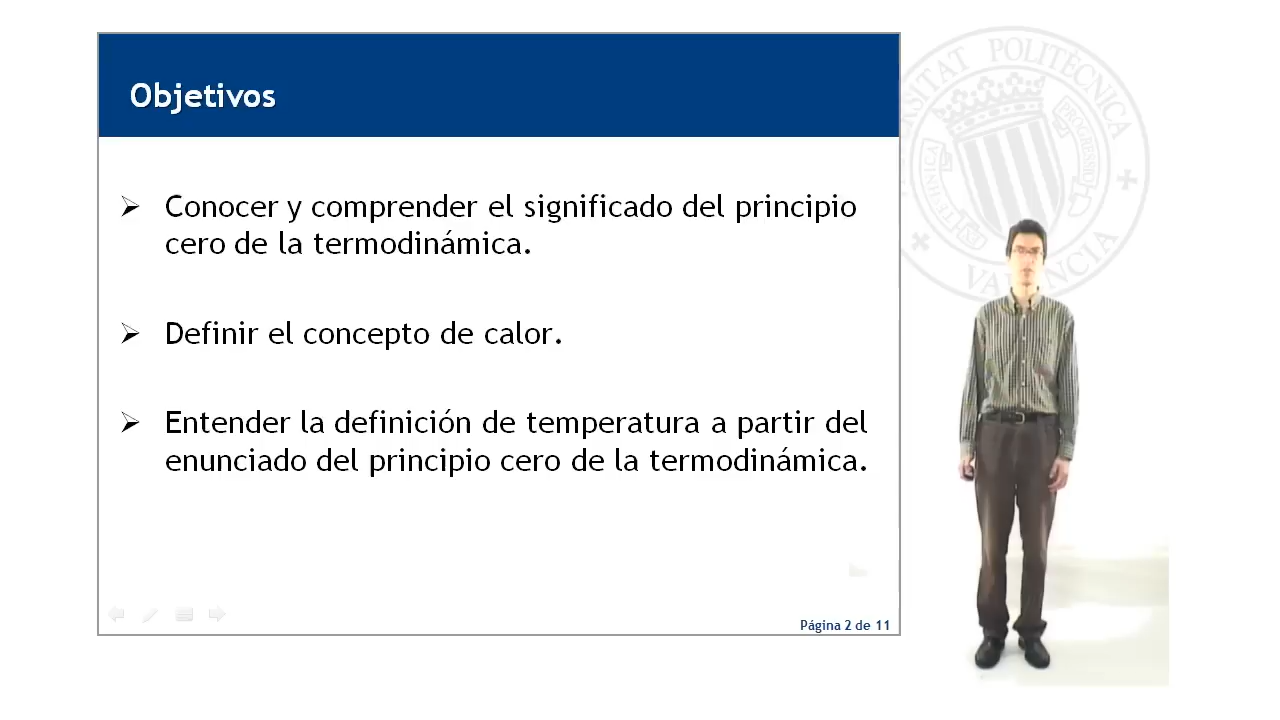 Objetivos
Conocer y comprender el significado del principio
cero de la termodinámica.
Definir el concepto de calor.
Entender la definición de temperatura a partir del
enunciado del principio cero de la termodinámica.
Página 2 de 11
POLITÈCNICA